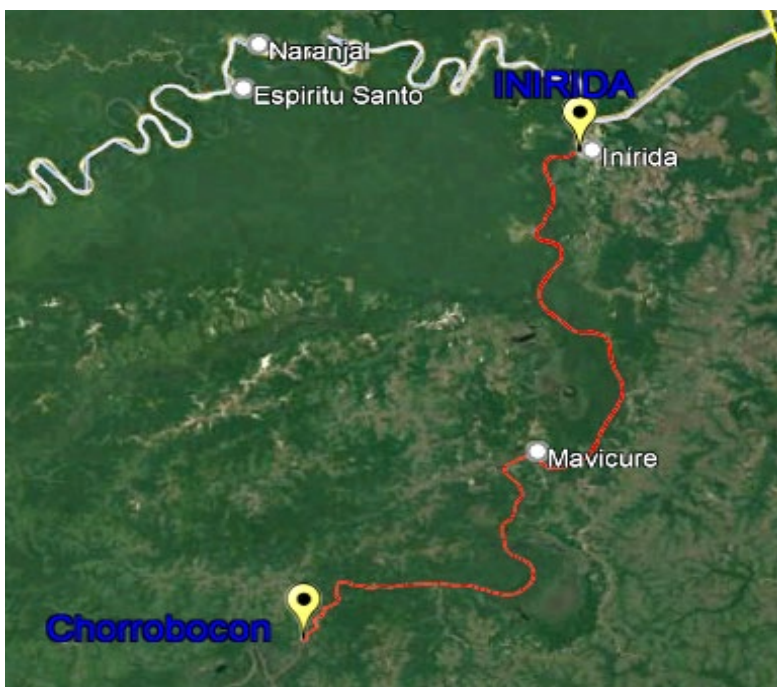 Naranjal
Espiritu Santo
INIRIDA
Inírida
Mavicure
Chorrobocon